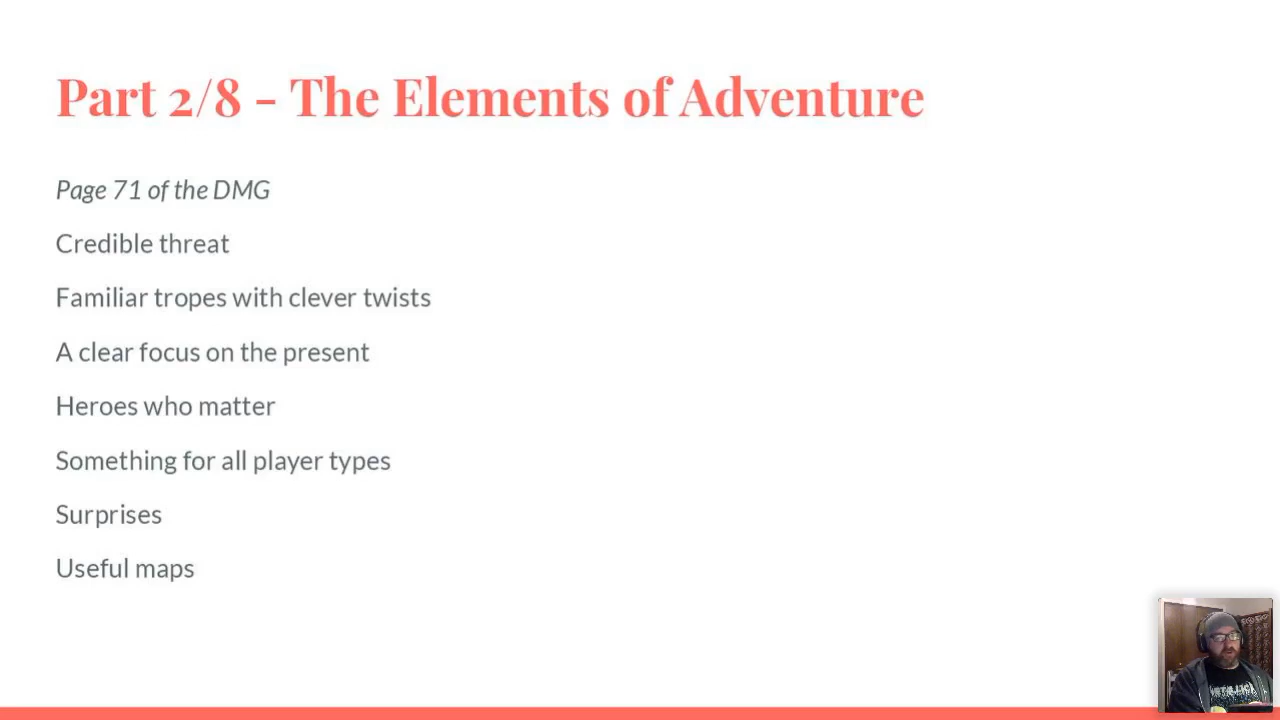 Part 2/8 - The Elements of Adventure
Page 71 of the DMG
Credible threat
Familiar tropes with clever twists
A clear focus on the present
Heroes who matter
Something for all player types
Surprises
Useful maps